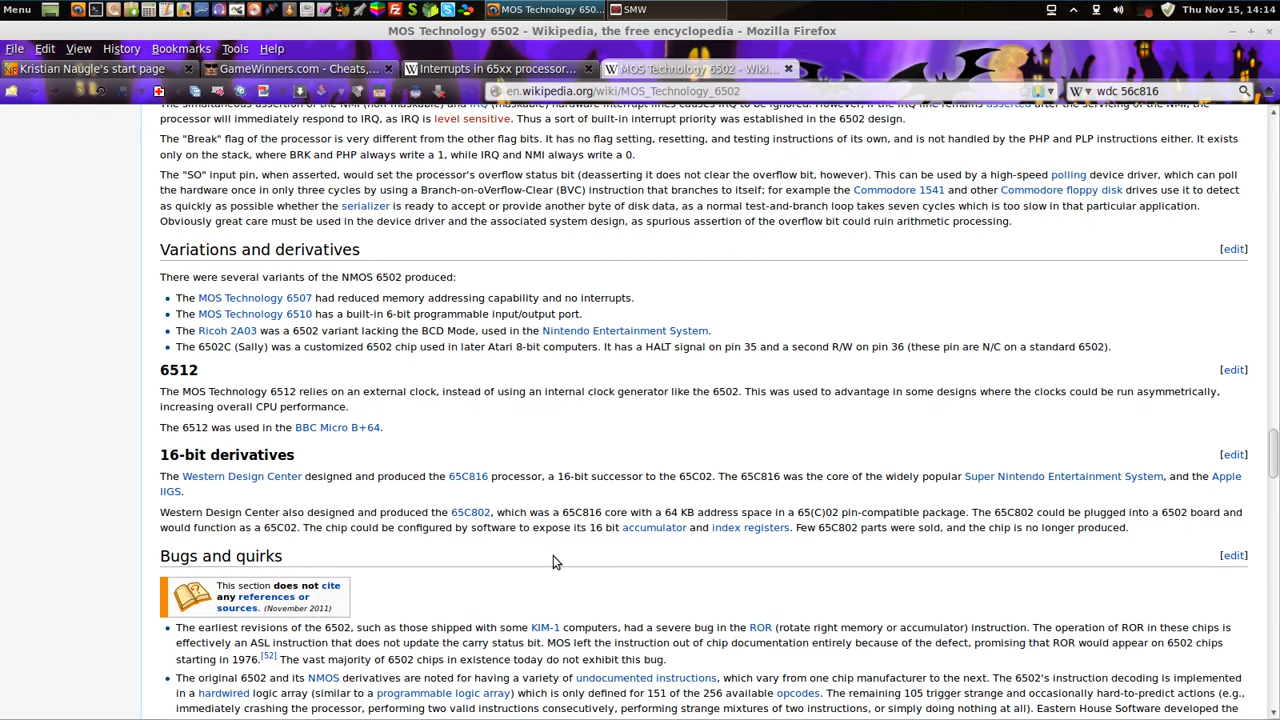 Menu
MOS Technology 650...
SMW
Thu Nov 15, 14:14
MOS Technology 6502 - Wikipedia, the free encyclopedia - Mozilla Firefox
File Edit View History Bookmarks Tools Help
Kristian Naugle's start page
GameWinners.com - Cheats,...
Interrupts in 65xx processor...
MOS Technology 6502 - Wiki...
en.wikipedia.org/wiki/MOS_Technology_6502
wdc 56c816
The simultaneous assertion of the NMI (non-maskable) and IRQ (maskable) hardware interrupt lines causes IRQ to be ignored. However, if the IRQ line remains asserted after the servicing of the NMI, the
processor will immediately respond to IRQ, as IRQ is level sensitive. Thus a sort of built-in interrupt priority was established in the 6502 design.
The "Break" flag of the processor is very different from the other flag bits. It has no flag setting, resetting, and testing instructions of its own, and is not handled by the PHP and PLP instructions either. It exists
only on the stack, where BRK and PHP always write a 1, while IRQ and NMI always write a 0.
The "SO" input pin, when asserted, would set the processor's overflow status bit (deasserting it does not clear the overflow bit, however). This can be used by a high-speed polling device driver, which can poll
the hardware once in only three cycles by using a Branch-on-oVerflow-Clear (BVC) instruction that branches to itself; for example the Commodore 1541 and other Commodore floppy disk drives use it to detect
as quickly as possible whether the serializer is ready to accept or provide another byte of disk data, as a normal test-and-branch loop takes seven cycles which is too slow in that particular application.
Obviously great care must be used in the device driver and the associated system design, as spurious assertion of the overflow bit could ruin arithmetic processing.
Variations and derivatives [edit]
There were several variants of the NMOS 6502 produced:
• The MOS Technology 6507 had reduced memory addressing capability and no interrupts.
• The MOS Technology 6510 has a built-in 6-bit programmable input/output port.
• The Ricoh 2A03 was a 6502 variant lacking the BCD Mode, used in the Nintendo Entertainment System.
• The 6502C (Sally) was a customized 6502 chip used in later Atari 8-bit computers. It has a HALT signal on pin 35 and a second R/W on pin 36 (these pin are N/C on a standard 6502).
6512 [edit]
The MOS Technology 6512 relies on an external clock, instead of using an internal clock generator like the 6502. This was used to advantage in some designs where the clocks could be run asymmetrically,
increasing overall CPU performance.
The 6512 was used in the BBC Micro B+64.
16-bit derivatives [edit]
The Western Design Center designed and produced the 65C816 processor, a 16-bit successor to the 65C02. The 65C816 was the core of the widely popular Super Nintendo Entertainment System, and the Apple
IIGS.
Western Design Center also designed and produced the 65C802, which was a 65C816 core with a 64 KB address space in a 65(C)02 pin-compatible package. The 65C802 could be plugged into a 6502 board and
would function as a 65C02. The chip could be configured by software to expose its 16 bit accumulator and index registers. Few 65C802 parts were sold, and the chip is no longer produced.
Bugs and quirks [edit]
This section does not cite
any references or
sources. (November 2011)
• The earliest revisions of the 6502, such as those shipped with some KIM-1 computers, had a severe bug in the ROR (rotate right memory or accumulator) instruction. The operation of ROR in these chips is
effectively an ASL instruction that does not update the carry status bit. MOS left the instruction out of chip documentation entirely because of the defect, promising that ROR would appear on 6502 chips
starting in 1976.[52] The vast majority of 6502 chips in existence today do not exhibit this bug.
• The original 6502 and its NMOS derivatives are noted for having a variety of undocumented instructions, which vary from one chip manufacturer to the next. The 6502's instruction decoding is implemented
in a hardwired logic array (similar to a programmable logic array) which is only defined for 151 of the 256 available opcodes. The remaining 105 trigger strange and occasionally hard-to-predict actions (e.g.,
immediately crashing the processor, performing two valid instructions consecutively, performing strange mixtures of two instructions, or simply doing nothing at all). Eastern House Software developed the